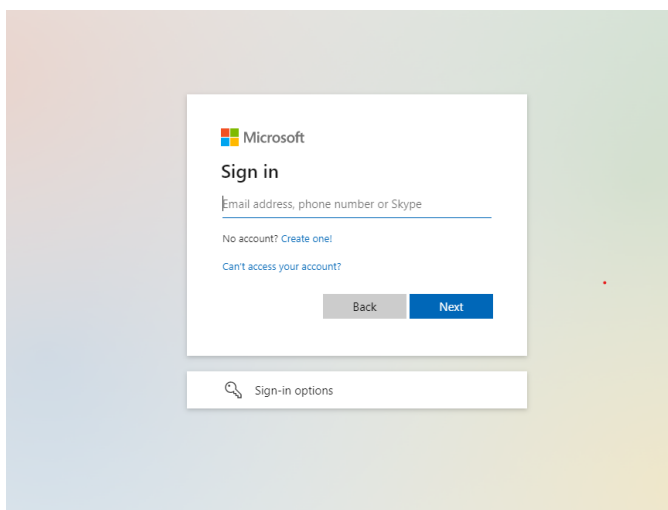 Microsoft
Sign in
Email address, phone number or Skype
No account? Create one!
Can't access your account?
Back Next
Sign-in options